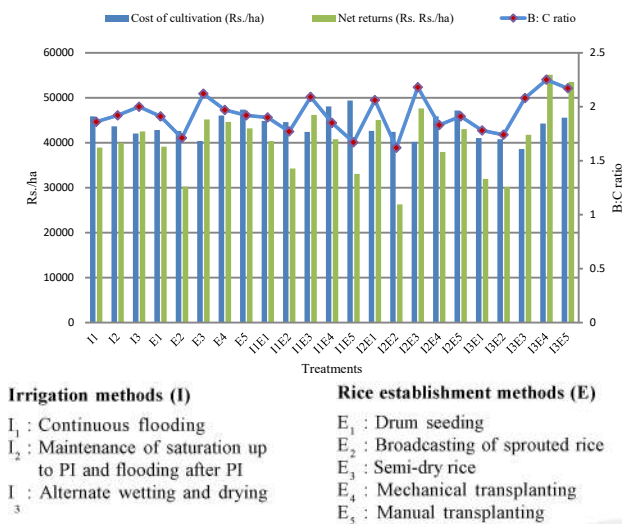 Cost of cultivation (Rs./ha) Net returns (Rs. Rs./ha) B: C ratio
60000
50000
40000
30000
20000
10000
0
Rs./ha
2.5
2
1.5
1
0.5
0
B:C ratio
I1 I2 I3 E1 E2 E3 E4 E5 I1E1 I1E2 I1E3 I1E4 I1E5 I2E1 I2E2 I2E3 I2E4 I2E5 I3E1 I3E2 I3E3 I3E4 I3E5
Treatments
Irrigation methods (I)
I1 : Continuous flooding
I2 : Maintenance of saturation up
to PI and flooding after PI
I3 : Alternate wetting and drying
Rice establishment methods (E)
E1 : Drum seeding
E2 : Broadcasting of sprouted rice
E3 : Semi-dry rice
E4 : Mechanical transplanting
E5 : Manual transplanting